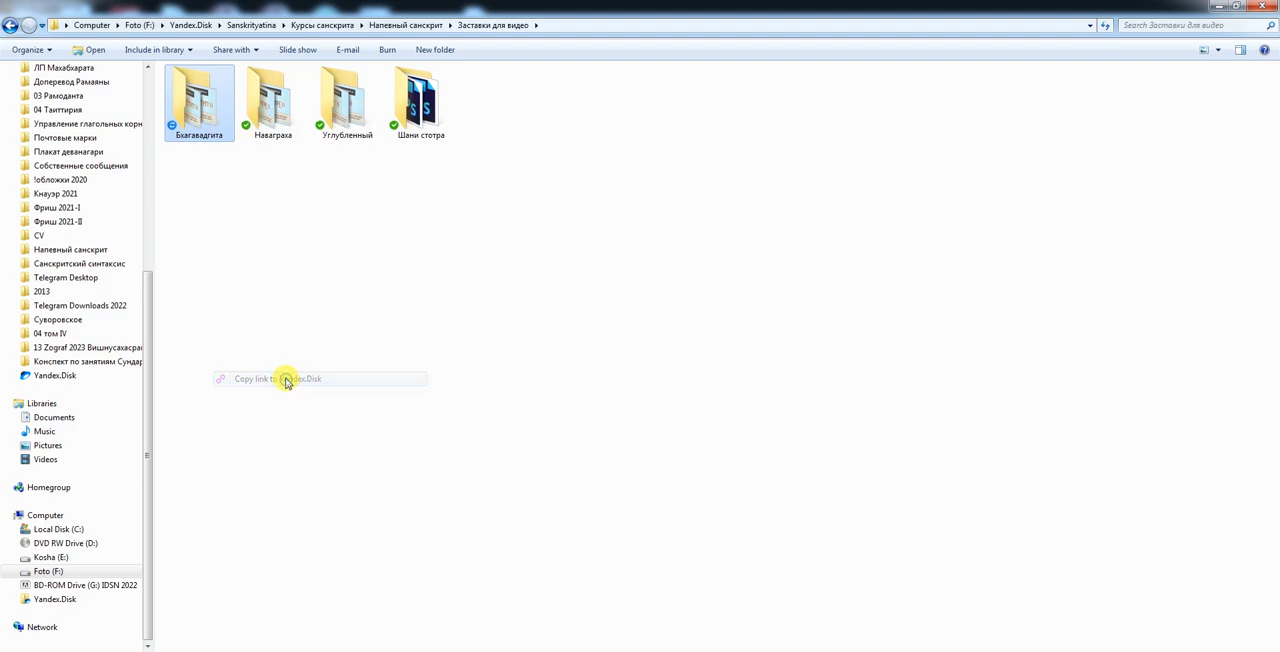 Computer ▸ Foto (F:) ▸ Yandex.Disk ▸ Sanskrityatina ▸ Курсы санскрита ▸ Напевный санскрит ▸ Заставки для видео ▸
Search Заставки для видео
Organize Open Include in library Share with Slide show E-mail Burn New folder
ЛП Махабхарата
Доперевод Рамаяны
03 Рамоданта
04 Таиттирия
Управление глагольных корн
Почтовые марки
Плакат деванагари
Собственные сообщения
!обложки 2020
Кнауэр 2021
Фриш 2021-I
Фриш 2021-II
CV
Напевный санскрит
Санскритский синтаксис
Telegram Desktop
2013
Telegram Downloads 2022
Суворовское
04 том IV
13 Zograf 2023 Вишнусахасра
Конспект по занятиям Сундар
Yandex.Disk
Libraries
Documents
Music
Pictures
Videos
Homegroup
Computer
Local Disk (C:)
DVD RW Drive (D:)
Kosha (E:)
Foto (F:)
BD-ROM Drive (G:) IDSN 2022
Yandex.Disk
Network
Бхагавадгита
Наваграха
Углубленный
Шани стотра
Copy link to Yandex.Disk